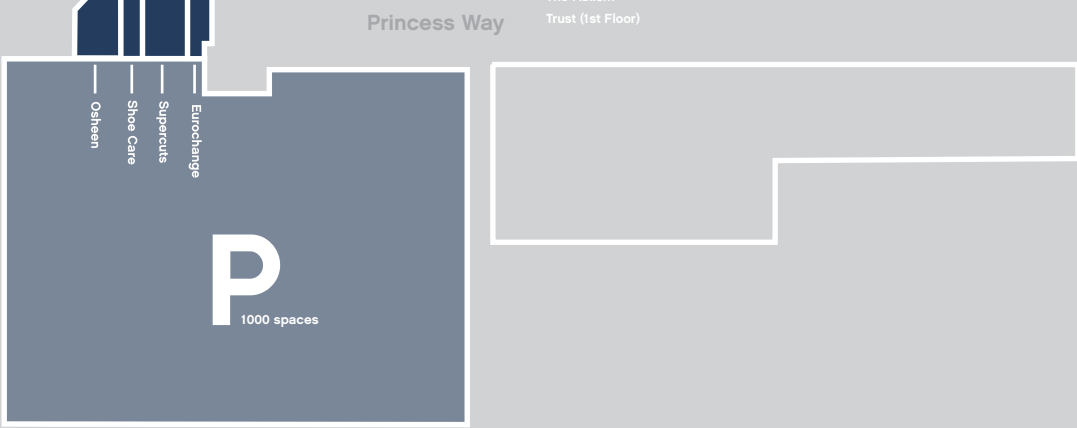 Princess Way
Trust (1st Floor)
Osheen
Shoe Care
Supercuts
Eurochange
P
1000 spaces